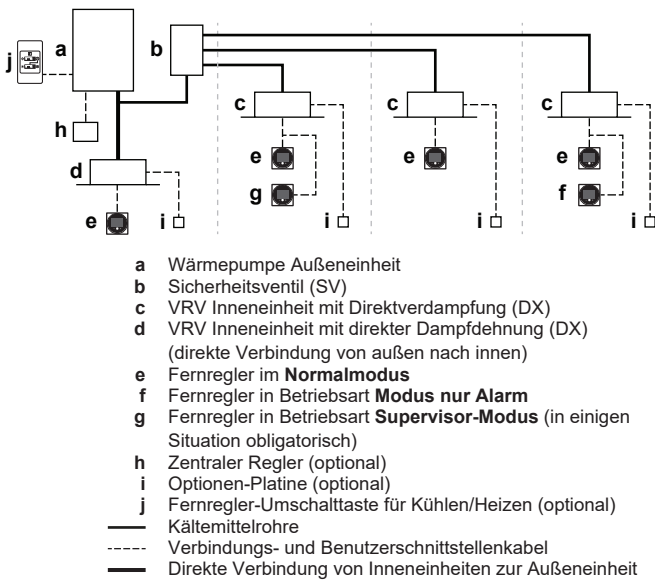 j a b
c c c
h e e e
d g f
e i i i i
a Wärmepumpe Außeneinheit
b Sicherheitsventil (SV)
c VRV Inneneinheit mit Direktverdampfung (DX)
d VRV Inneneinheit mit direkter Dampfdehnung (DX)
(direkte Verbindung von außen nach innen)
e Fernregler im Normalmodus
f Fernregler in Betriebsart Modus nur Alarm
g Fernregler in Betriebsart Supervisor-Modus (in einigen
Situation obligatorisch)
h Zentraler Regler (optional)
i Optionen-Platine (optional)
j Fernregler-Umschalttaste für Kühlen/Heizen (optional)
Kältemittelrohre
Verbindungs- und Benutzerschnittstellenkabel
Direkte Verbindung von Inneneinheiten zur Außeneinheit